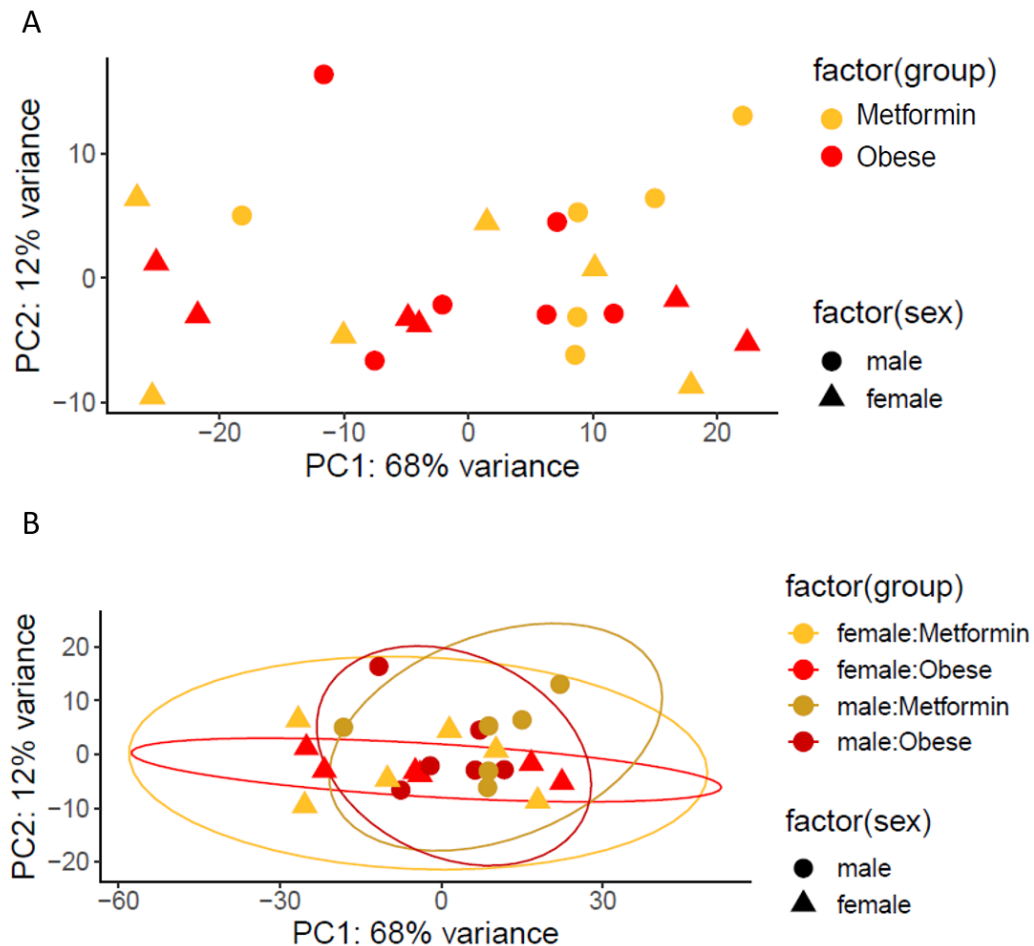 A
factor(group)
Metformin
Obese
factor(sex)
male
female
PC2: 12% variance
10
0
−10
−20
−10
0
10
20
PC1: 68% variance
B
factor(group)
female:Metformin
female:Obese
male:Metformin
male:Obese
factor(sex)
male
female
PC2: 12% variance
20
10
0
−10
−20
−60
−30
0
30
PC1: 68% variance